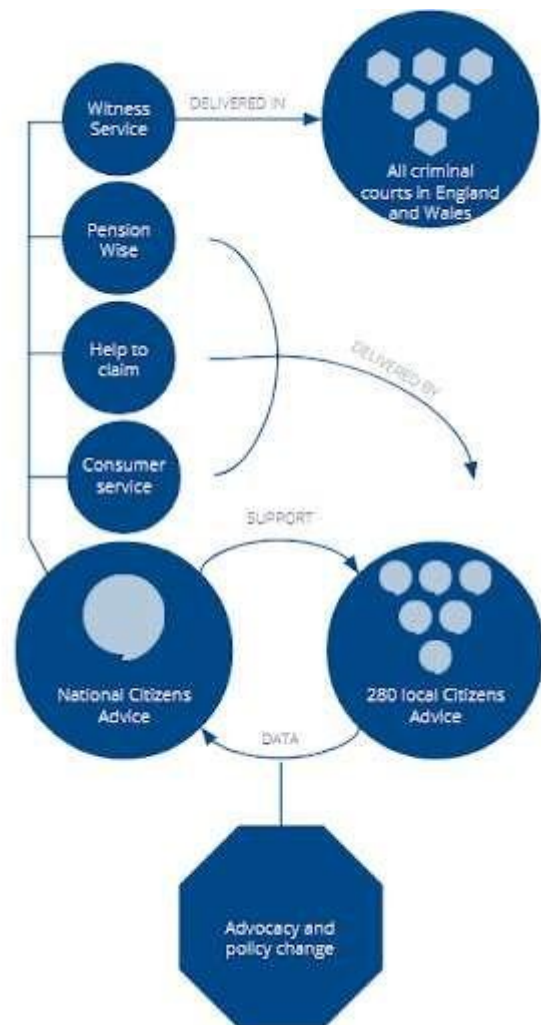 Witness
Service
DELIVERED IN
All criminal
courts in England
and Wales
Pension
Wise
Help to
claim
DELIVERED BY
Consumer
service
SUPPORT
National Citizens
Advice
280 local Citizens
Advice
DATA
Advocacy and
policy change